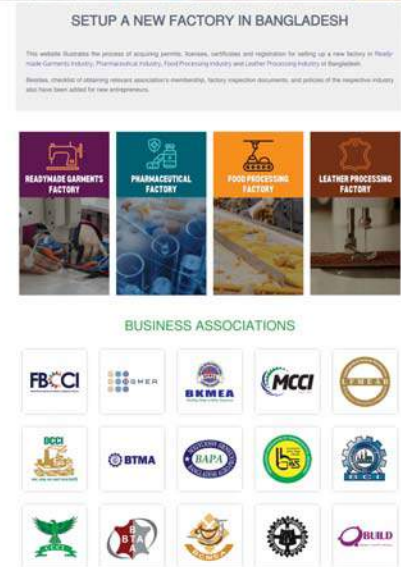 SETUP A NEW FACTORY IN BANGLADESH
This website illustrates the process of acquiring permits, licenses, certificates and registration for setting up a new factory in Ready-
made Garments Industry, Pharmaceutical Industry, Food Processing Industry and Leather Processing Industry in Bangladesh.
Besides, checklist of obtaining relevant association's membership, factory inspection documents, and policies of the respective industry
also have been added for new entrepreneurs.
READYMADE GARMENTS
FACTORY
PHARMACEUTICAL
FACTORY
FOOD PROCESSING
FACTORY
LEATHER PROCESSING
FACTORY
BUSINESS ASSOCIATIONS
FBCCI
BGMEA
BKMEA
MCCI
LFMEAB
DCCI
BTMA
BAPA
BCI
BUILD